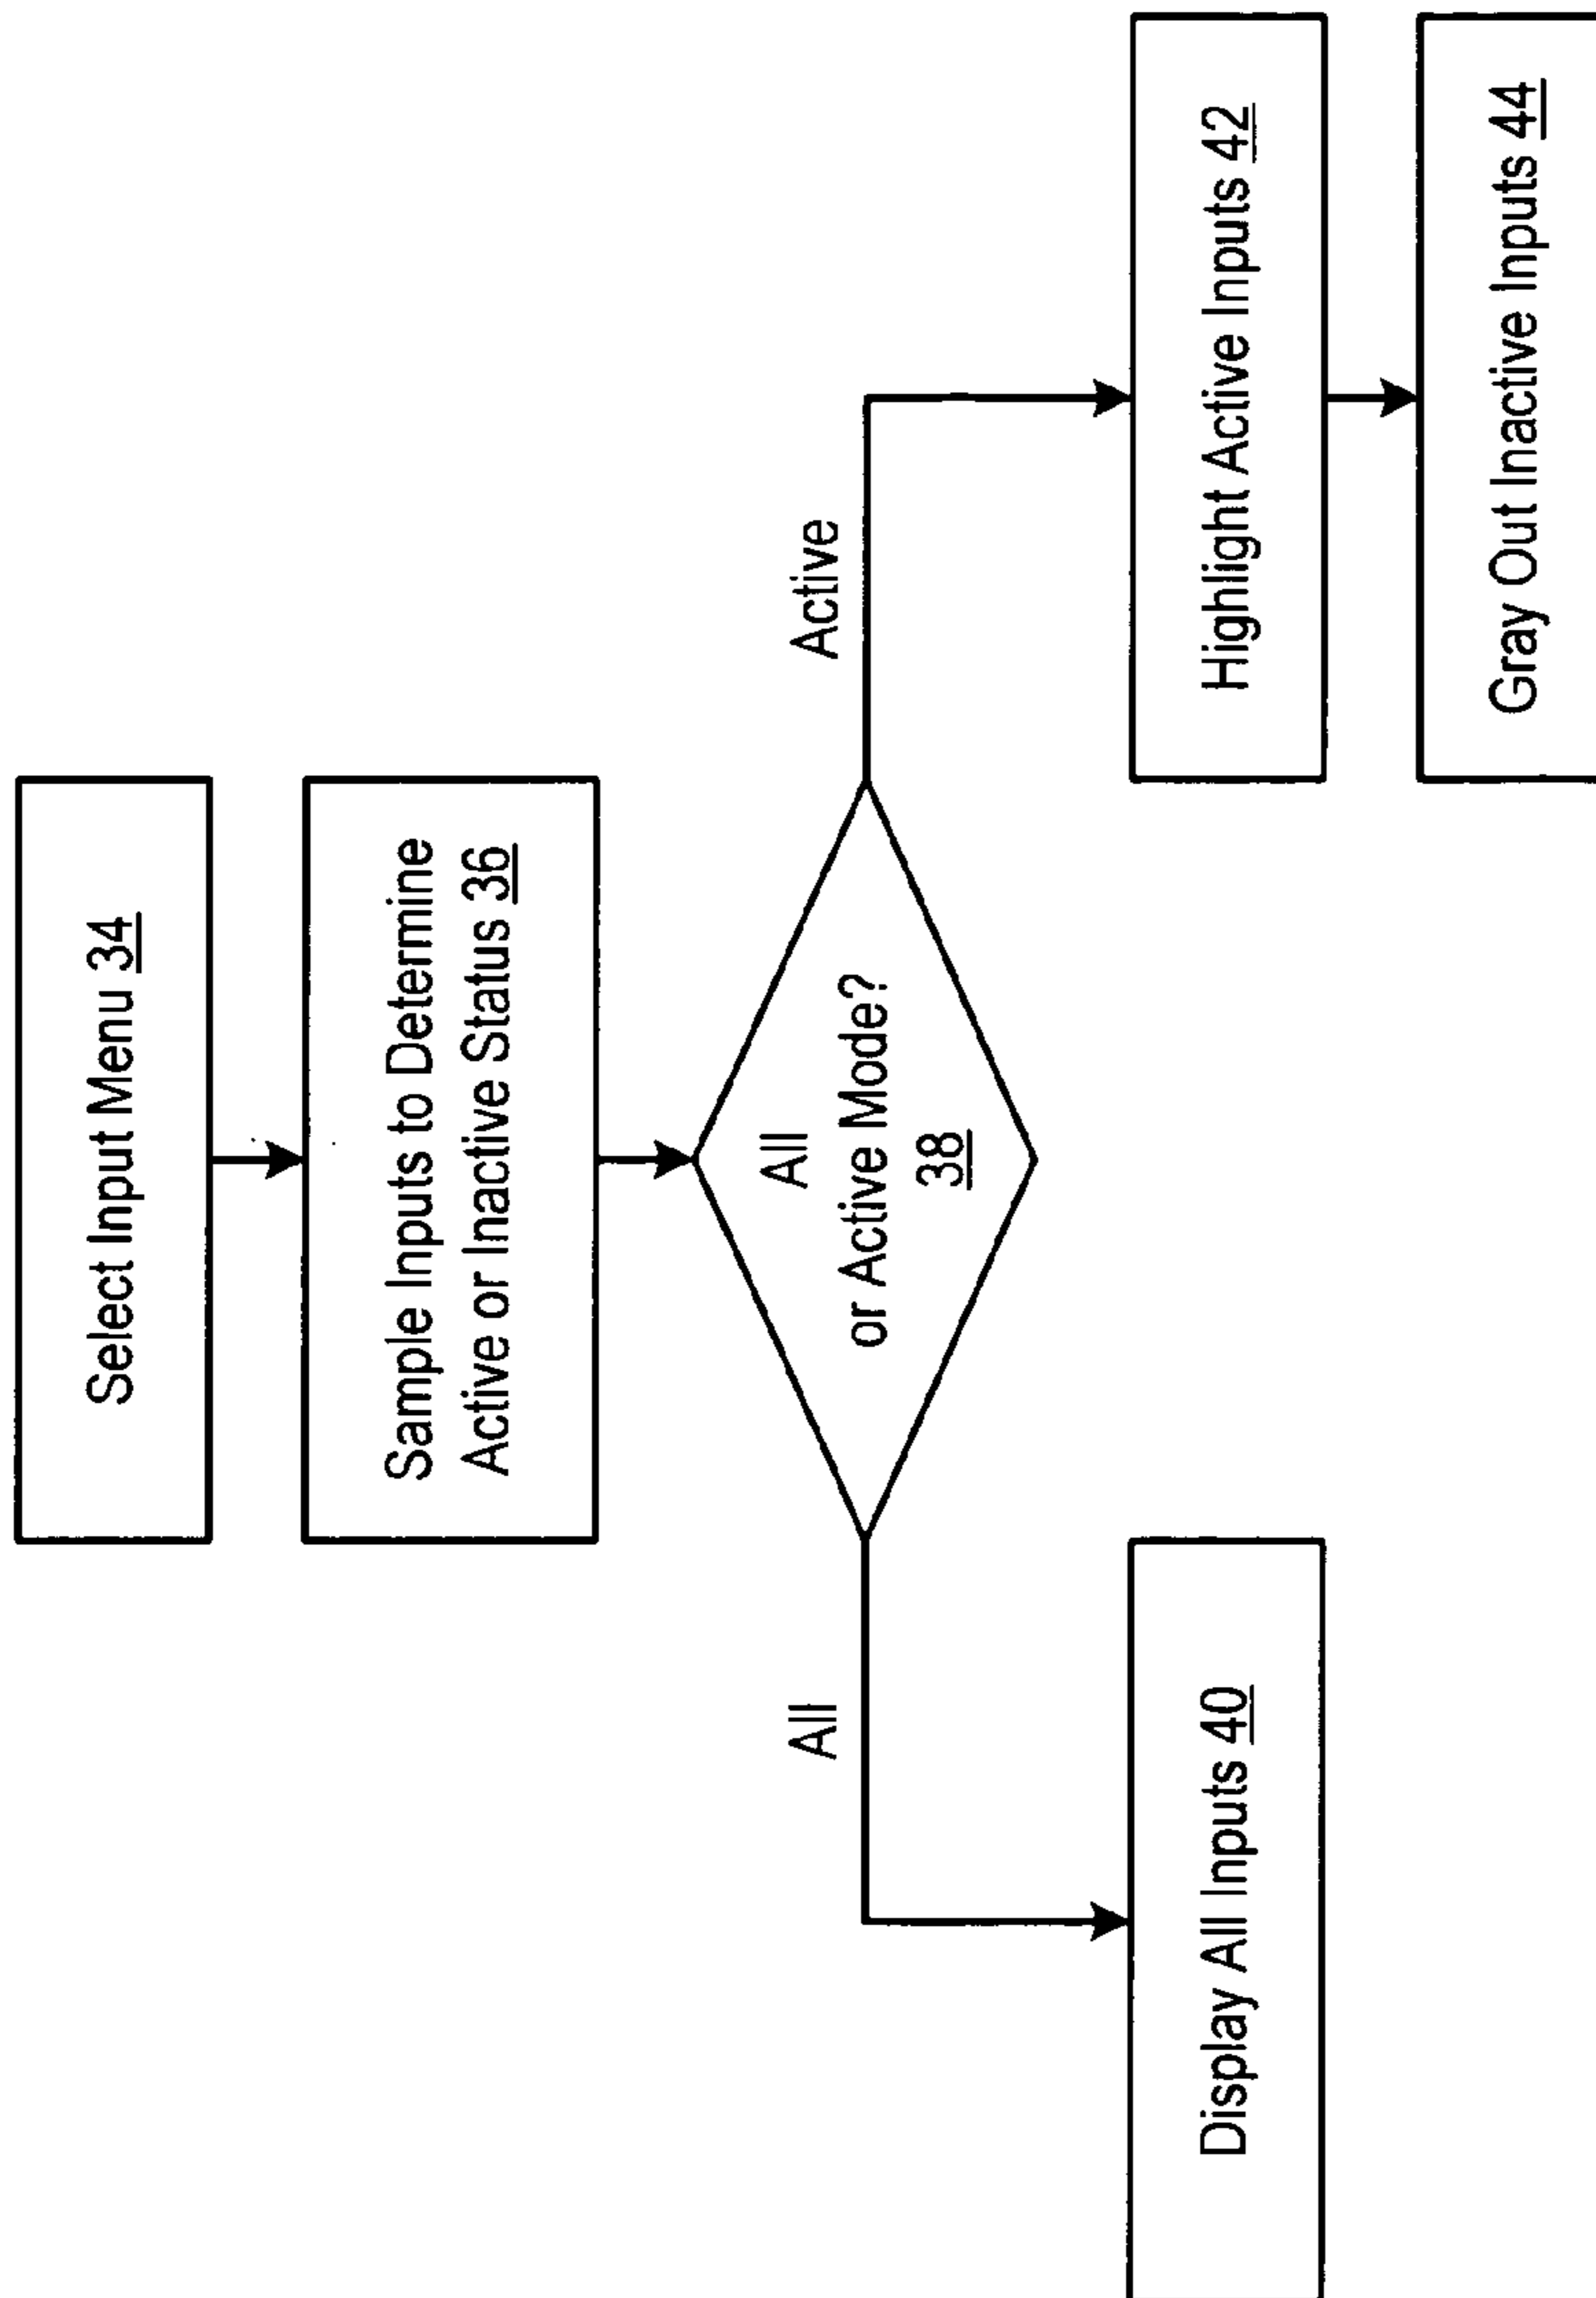 Select Input Menu 34
Sample Inputs to Determine
Active or Inactive Status 36
All
or Active Mode?
38
All
Active
Display All Inputs 40
Highlight Active Inputs 42
Gray Out Inactive Inputs 44